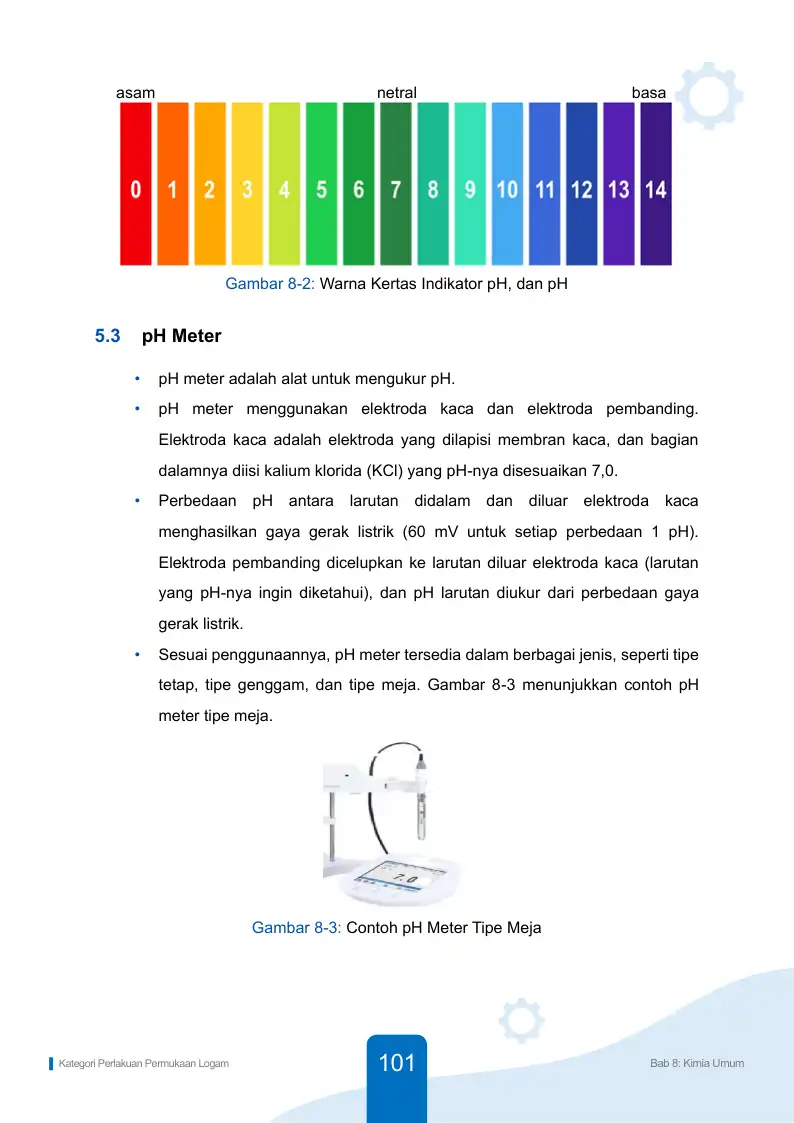 asam netral basa
0 1 2 3 4 5 6 7 8 9 10 11 12 13 14
Gambar 8-2: Warna Kertas Indikator pH, dan pH
5.3 pH Meter
• pH meter adalah alat untuk mengukur pH.
• pH meter menggunakan elektroda kaca dan elektroda pembanding.
Elektroda kaca adalah elektroda yang dilapisi membran kaca, dan bagian
dalamnya diisi kalium klorida (KCl) yang pH-nya disesuaikan 7,0.
• Perbedaan pH antara larutan didalam dan diluar elektroda kaca
menghasilkan gaya gerak listrik (60 mV untuk setiap perbedaan 1 pH).
Elektroda pembanding dicelupkan ke larutan diluar elektroda kaca (larutan
yang pH-nya ingin diketahui), dan pH larutan diukur dari perbedaan gaya
gerak listrik.
• Sesuai penggunaannya, pH meter tersedia dalam berbagai jenis, seperti tipe
tetap, tipe genggam, dan tipe meja. Gambar 8-3 menunjukkan contoh pH
meter tipe meja.
7.0
Gambar 8-3: Contoh pH Meter Tipe Meja
Kategori Perlakuan Permukaan Logam
101
Bab 8: Kimia Umum